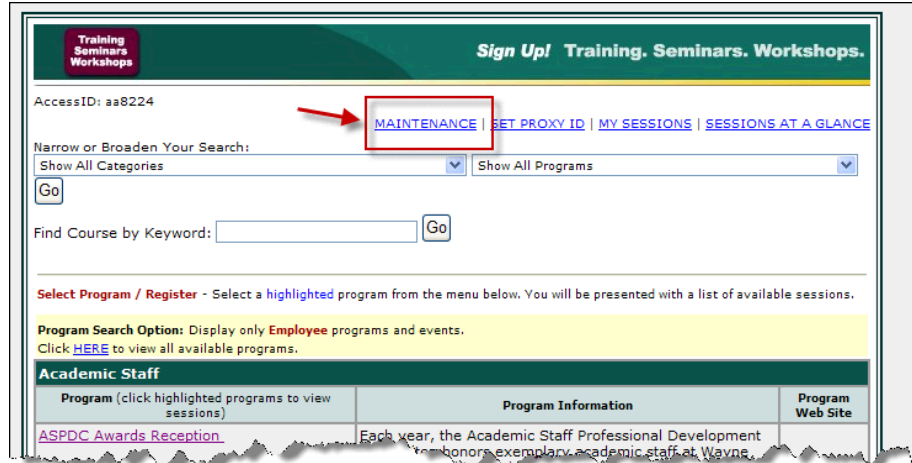 Training
Seminars
Workshops
Sign Up! Training. Seminars. Workshops.
AccessID: aa8224
MAINTENANCE | SET PROXY ID | MY SESSIONS | SESSIONS AT A GLANCE
Narrow or Broaden Your Search:
Show All Categories Show All Programs
Go
Find Course by Keyword: Go
Select Program / Register - Select a highlighted program from the menu below. You will be presented with a list of available sessions.
Program Search Option: Display only Employee programs and events.
Click HERE to view all available programs.
Academic Staff
Program (click highlighted programs to view sessions) Program Information Program Web Site
ASPDC Awards Reception Each year, the Academic Staff Professional Development
honors exemplary academic staff at Wayne